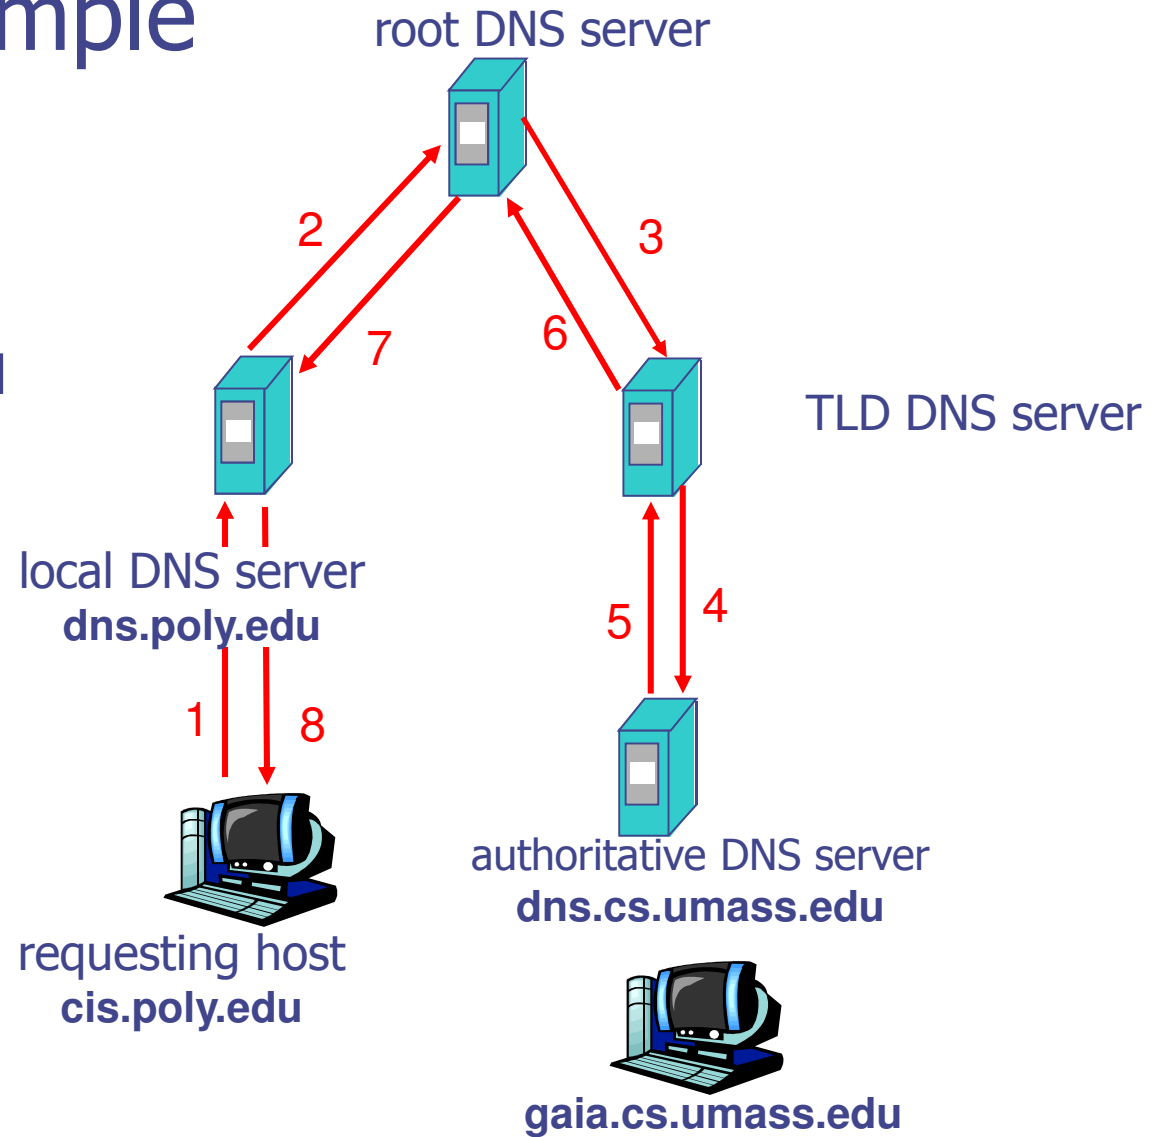 root DNS server
2
3
7
6
TLD DNS server
local DNS server
dns.poly.edu
5
4
1
8
authoritative DNS server
dns.cs.umass.edu
requesting host
cis.poly.edu
gaia.cs.umass.edu